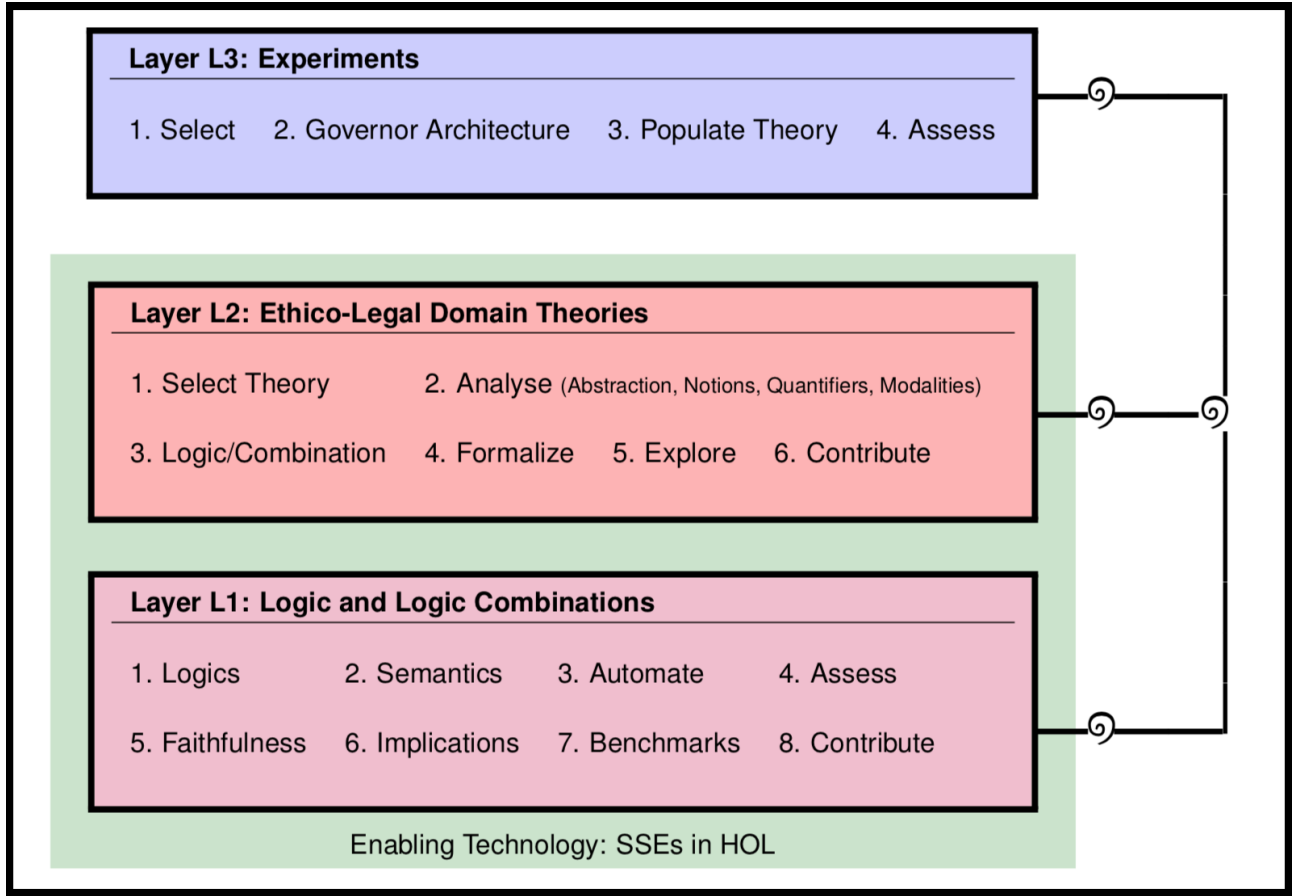 Layer L3: Experiments
1. Select 2. Governor Architecture 3. Populate Theory 4. Assess
Layer L2: Ethico-Legal Domain Theories
1. Select Theory 2. Analyse (Abstraction, Notions, Quantifiers, Modalities)
3. Logic/Combination 4. Formalize 5. Explore 6. Contribute
Layer L1: Logic and Logic Combinations
1. Logics 2. Semantics 3. Automate 4. Assess
5. Faithfulness 6. Implications 7. Benchmarks 8. Contribute
Enabling Technology: SSEs in HOL